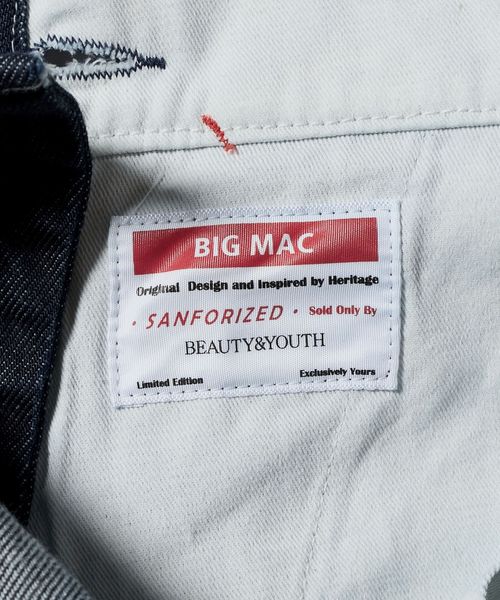 BIG MAC
Original Design and Inspired by Heritage
· SANFORIZED · Sold Only By
BEAUTY&YOUTH
Limited Edition Exclusively Yours